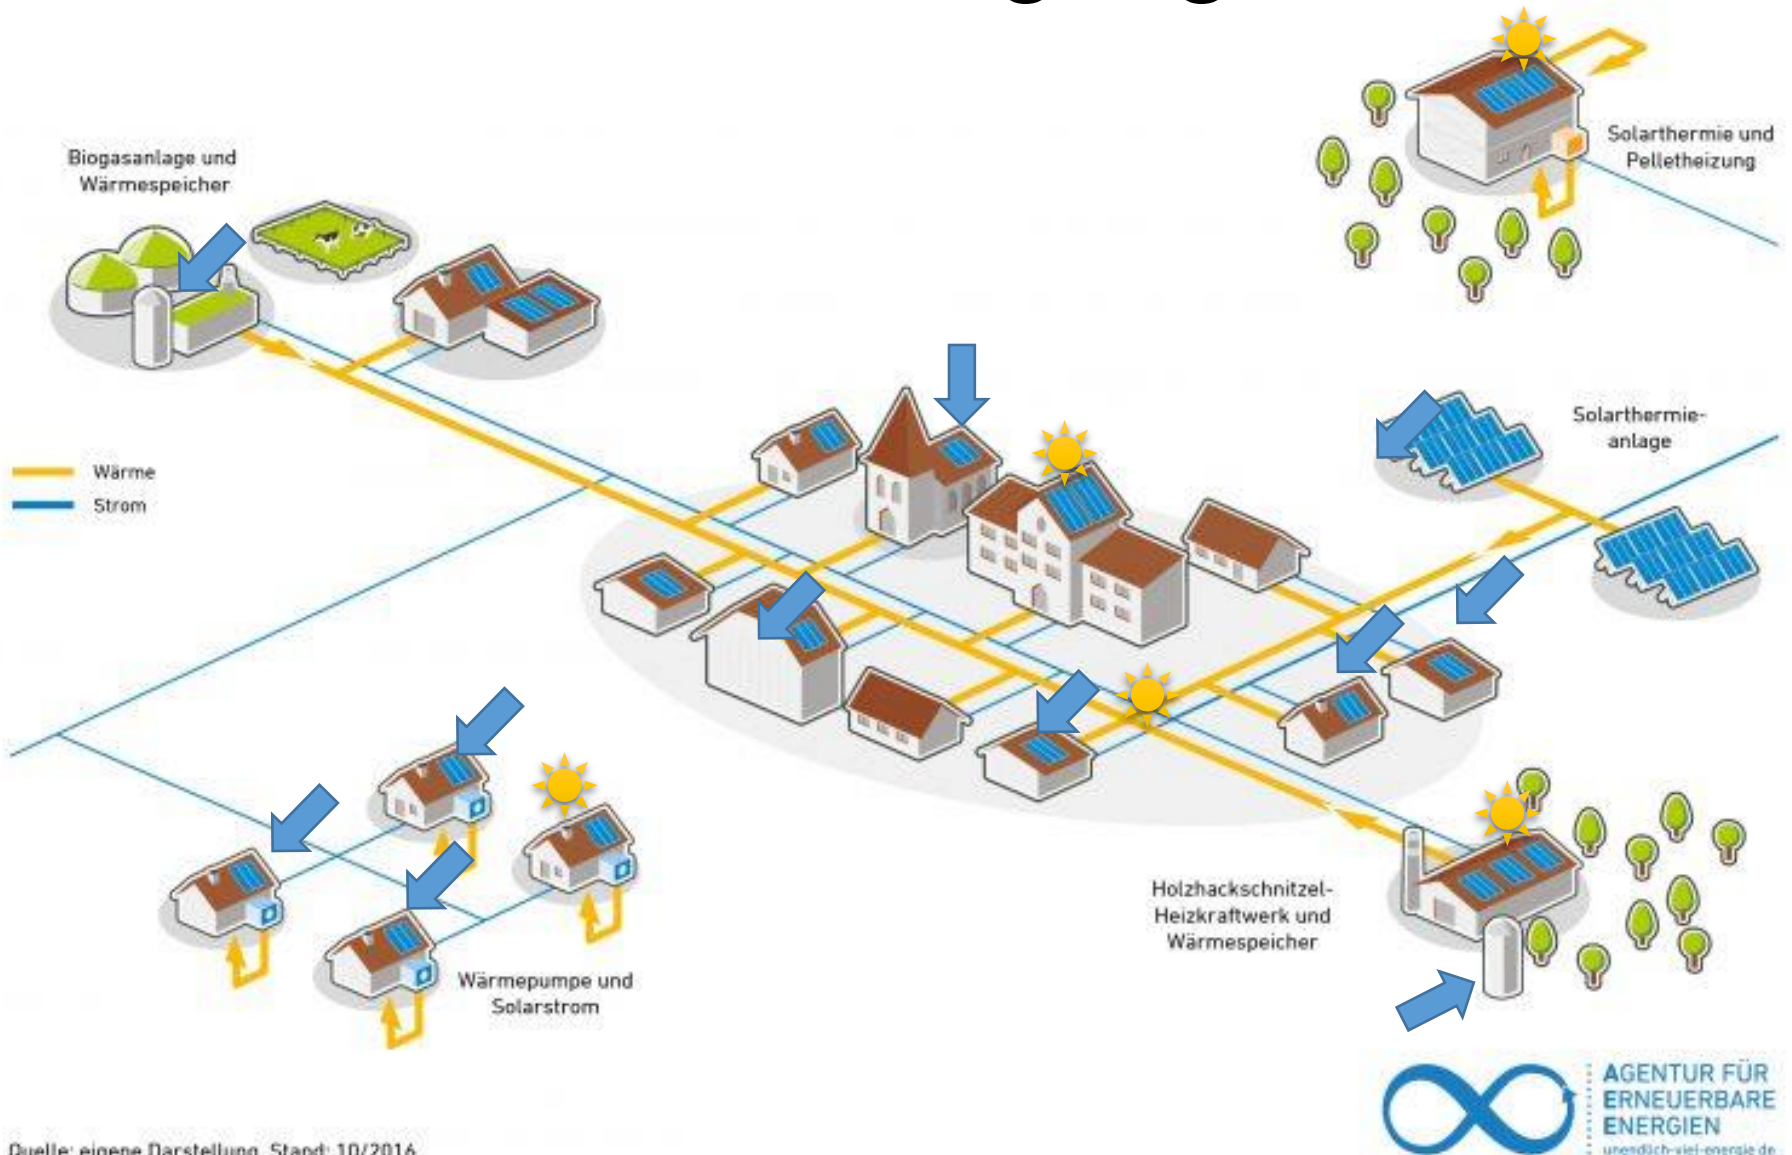 Solarthermie und
Pelletheizung
Biogasanlage und
Wärmespeicher
Solarthermie-
anlage
Wärme
Strom
Holzhackschnitzel-
Heizkraftwerk und
Wärmespeicher
Wärmepumpe und
Solarstrom
AGENTUR FÜR
ERNEUERBARE
ENERGIEN
unendlich-viel-energie.de
Quelle: eigene Darstellung, Stand: 10/2016